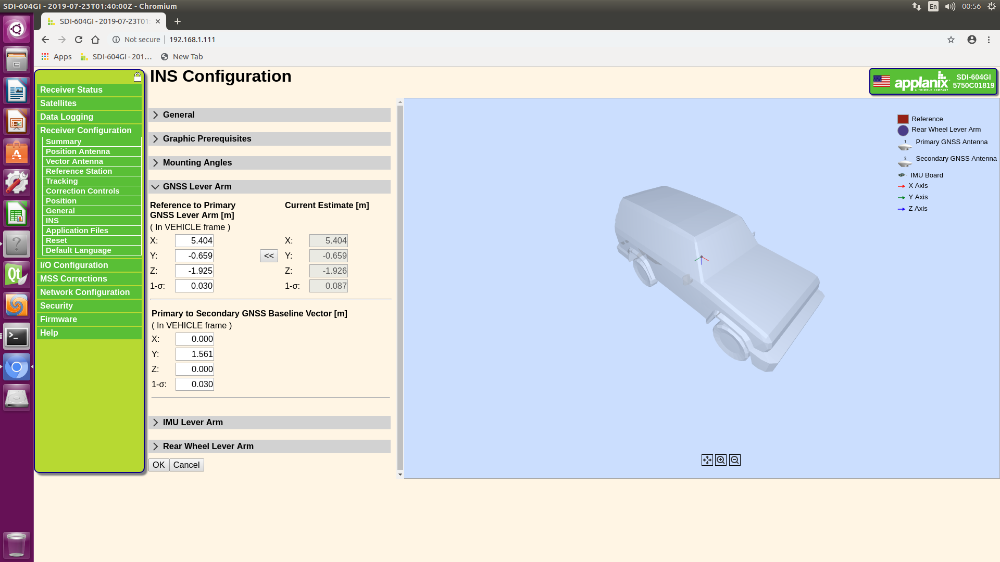 SDI-604GI - 2019-07-23T01:40:00Z - Chromium
En
00:56
SDI-604GI - 2019-07-23T01:
Not secure
192.168.1.111
Apps
SDI-604GI - 201…
New Tab
INS Configuration
applanix
A TRIMBLE COMPANY
SDI-604GI
5750C01819
Receiver Status
Satellites
Data Logging
Receiver Configuration
Summary
Position Antenna
Vector Antenna
Reference Station
Tracking
Correction Controls
Position
General
INS
Application Files
Reset
Default Language
I/O Configuration
MSS Corrections
Network Configuration
Security
Firmware
Help
General
Graphic Prerequisites
Mounting Angles
GNSS Lever Arm
Reference to Primary
GNSS Lever Arm [m]
Current Estimate [m]
( In VEHICLE frame )
X: 5.404 X: 5.404
Y: -0.659 << Y: -0.659
Z: -1.925 Z: -1.926
1-σ: 0.030 1-σ: 0.087
Primary to Secondary GNSS Baseline Vector [m]
( In VEHICLE frame )
X: 0.000
Y: 1.561
Z: 0.000
1-σ: 0.030
IMU Lever Arm
Rear Wheel Lever Arm
OK Cancel
Reference
Rear Wheel Lever Arm
1 Primary GNSS Antenna
2 Secondary GNSS Antenna
IMU Board
X Axis
Y Axis
Z Axis
Qt